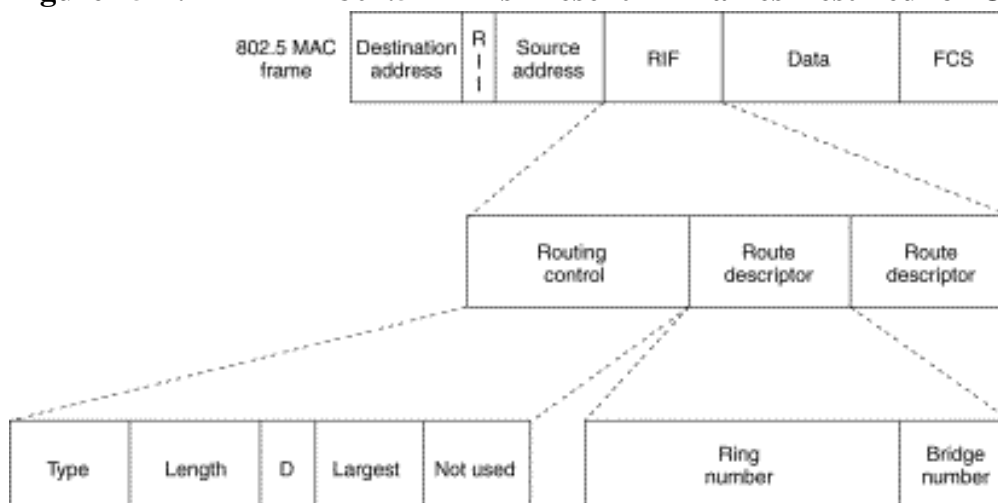 802.5 MAC
frame
Destination
address
R
I
I
Source
address
RIF
Data
FCS
Routing
control
Route
descriptor
Route
descriptor
Type
Length
D
Largest
Not used
Ring
number
Bridge
number